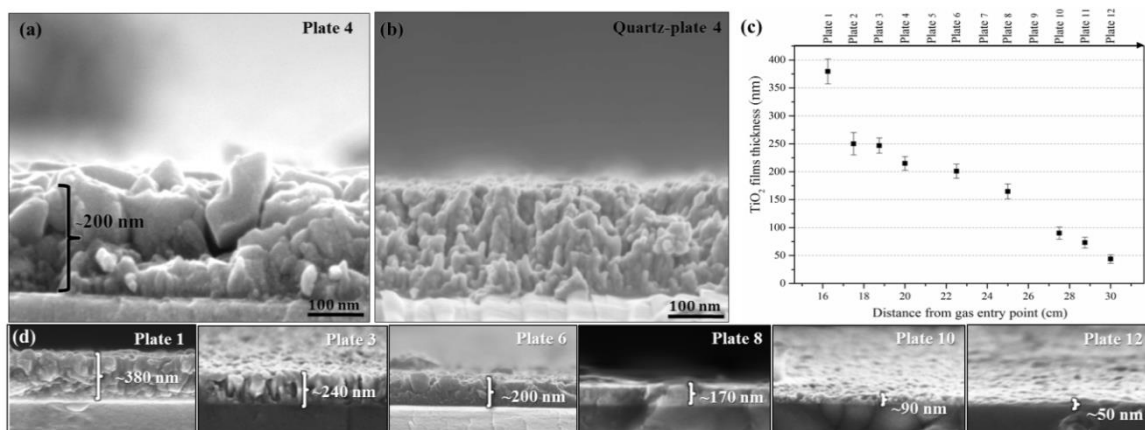 (a)
Plate 4
~200 nm
100 nm
(b)
Quartz-plate 4
100 nm
(c)
Plate 1
Plate 2
Plate 3
Plate 4
Plate 5
Plate 6
Plate 7
Plate 8
Plate 9
Plate 10
Plate 11
Plate 12
TiO₂ films thickness (nm)
400
350
300
250
200
150
100
50
0
16 18 20 22 24 26 28 30
Distance from gas entry point (cm)
(d)
Plate 1
~380 nm
Plate 3
~240 nm
Plate 6
~200 nm
Plate 8
~170 nm
Plate 10
~90 nm
Plate 12
~50 nm